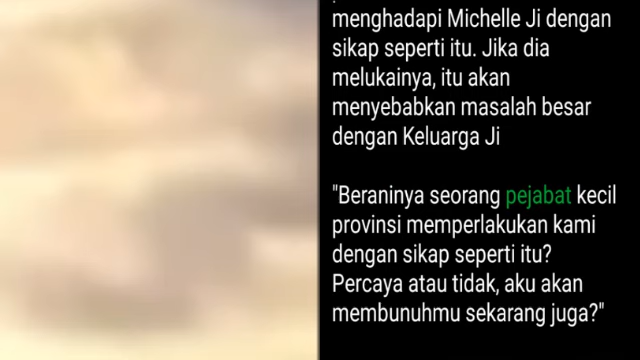 menghadapi Michelle Ji dengan
sikap seperti itu. Jika dia
melukainya, itu akan
menyebabkan masalah besar
dengan Keluarga Ji
"Beraninya seorang pejabat kecil
provinsi memperlakukan kami
dengan sikap seperti itu?
Percaya atau tidak, aku akan
membunuhmu sekarang juga?"